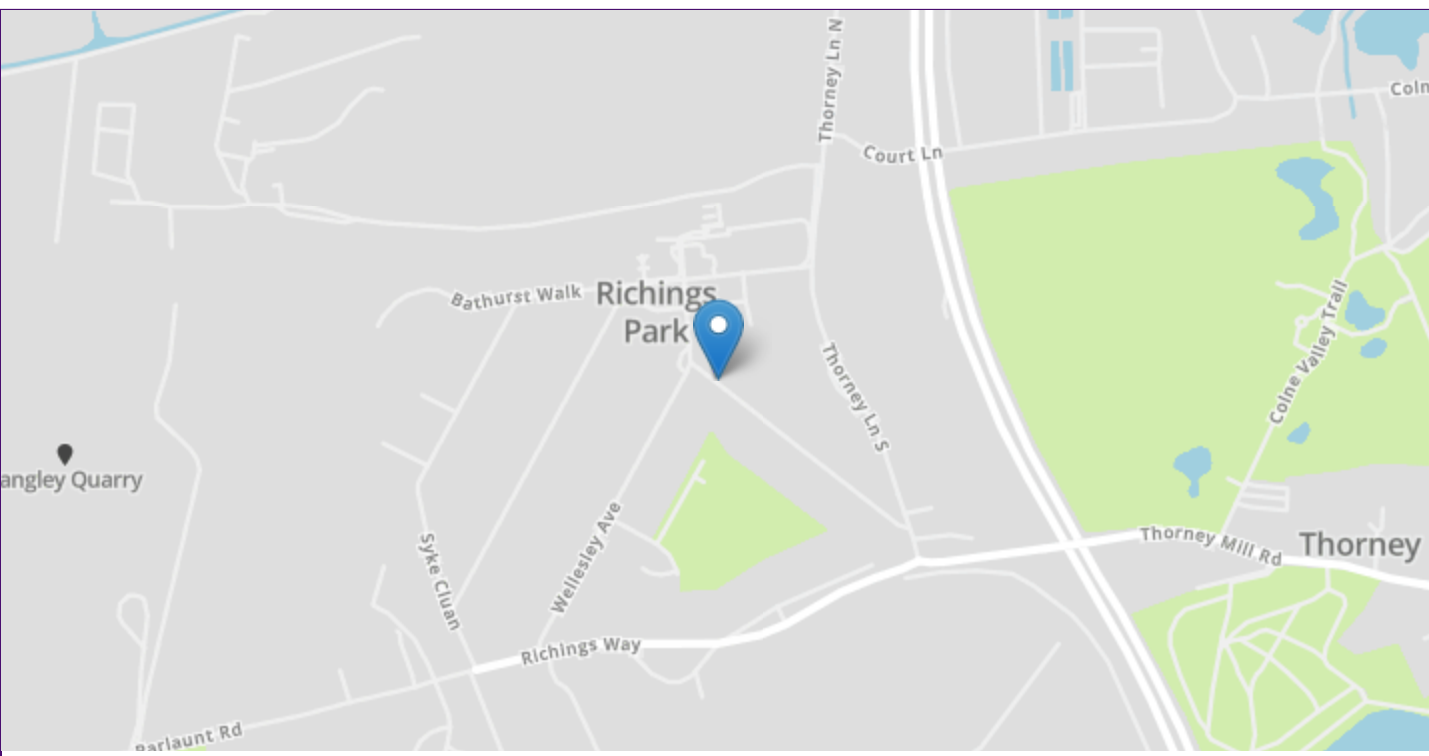 Thorney Ln N
Coln
Court Ln
Bathurst Walk
Richings
Park
Thorney Ln S
Colne Valley Trail
angley Quarry
Wellesley Ave
Syke Cluan
Thorney Mill Rd
Thorney
Richings Way
Parlaunt Rd